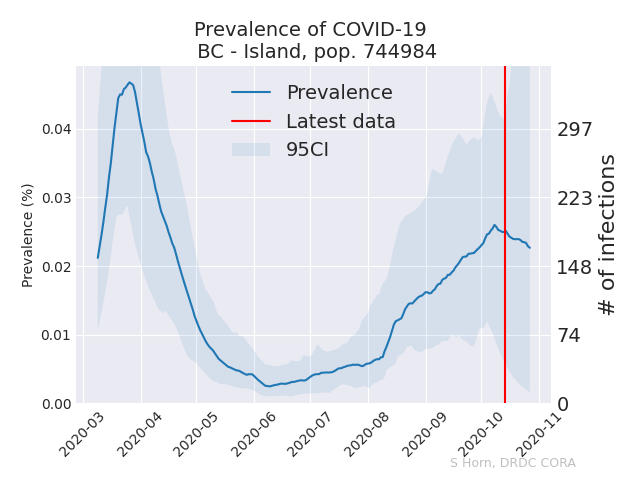 Prevalence of COVID-19
BC - Island, pop. 744984
Prevalence
Latest data
95CI
Prevalence (%)
0.04
0.03
0.02
0.01
0.00
# of infections
297
223
148
74
0
2020-03
2020-04
2020-05
2020-06
2020-07
2020-08
2020-09
2020-10
2020-11
S Horn, DRDC CORA